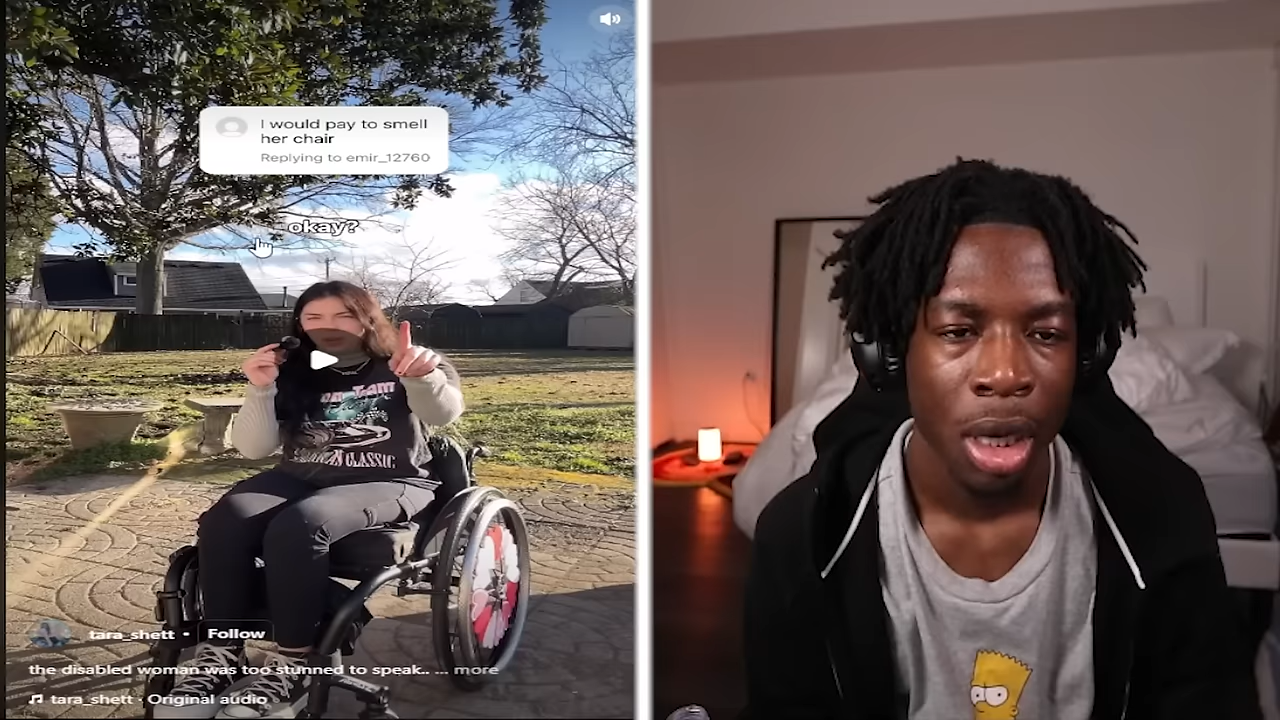 I would pay to smell
her chair
Replying to emir_12760
okay?
CLASSIC
tara_shett •
Follow
the disabled woman was too stunned to speak.. ... more
tara_shett · Original audio